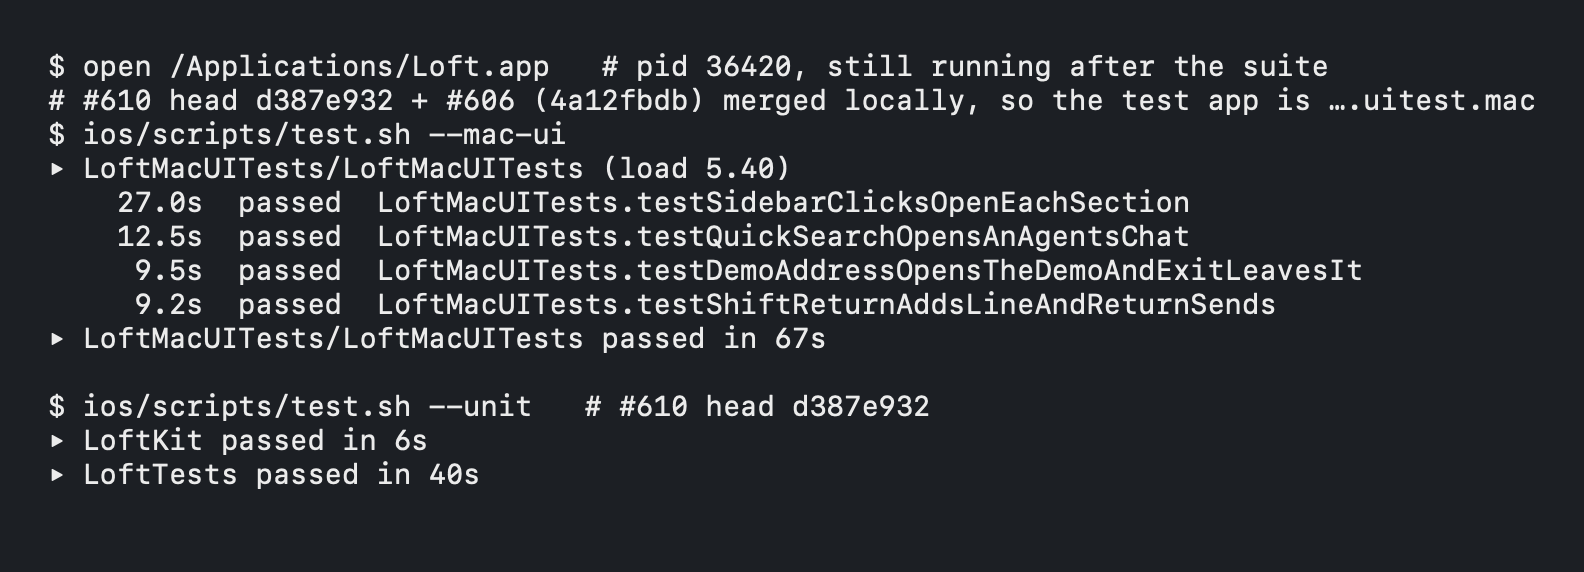 $ open /Applications/Loft.app   # pid 36420, still running after the suite
# #610 head d387e932 + #606 (4a12fbdb) merged locally, so the test app is ….uitest.mac
$ ios/scripts/test.sh --mac-ui
▸ LoftMacUITests/LoftMacUITests (load 5.40)
    27.0s  passed  LoftMacUITests.testSidebarClicksOpenEachSection
    12.5s  passed  LoftMacUITests.testQuickSearchOpensAnAgentsChat
     9.5s  passed  LoftMacUITests.testDemoAddressOpensTheDemoAndExitLeavesIt
     9.2s  passed  LoftMacUITests.testShiftReturnAddsLineAndReturnSends
▸ LoftMacUITests/LoftMacUITests passed in 67s
$ ios/scripts/test.sh --unit   # #610 head d387e932
▸ LoftKit passed in 6s
▸ LoftTests passed in 40s